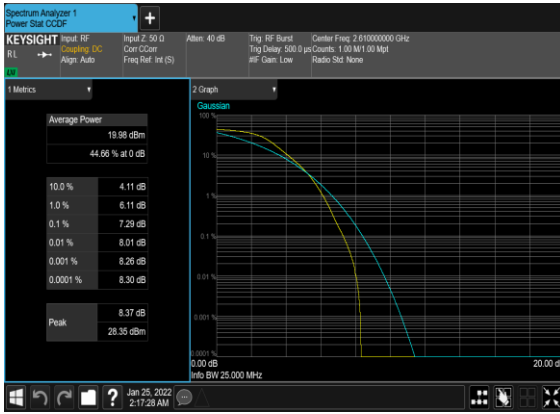 Spectrum Analyzer 1
Power Stat CCDF
+
KEYSIGHT
RL
LV
Input: RF
Coupling: DC
Align: Auto
Input Z: 50 Ω
Corr CCorr
Freq Ref: Int (S)
Atten: 40 dB
Trig: RF Burst
Trig Delay: 500.0 µs
#IF Gain: Low
Center Freq: 2.610000000 GHz
Counts: 1.00 M/1.00 Mpt
Radio Std: None
1 Metrics
Average Power
19.98 dBm
44.66 % at 0 dB
10.0 % 4.11 dB
1.0 % 6.11 dB
0.1 % 7.29 dB
0.01 % 8.01 dB
0.001 % 8.26 dB
0.0001 % 8.30 dB
Peak
8.37 dB
28.35 dBm
2 Graph
Gaussian
100 %
10 %
1 %
0.1 %
0.01 %
0.001 %
0.0001 %
0.00 dB
20.00 d
Info BW 25.000 MHz
?
Jan 25, 2022
2:17:28 AM